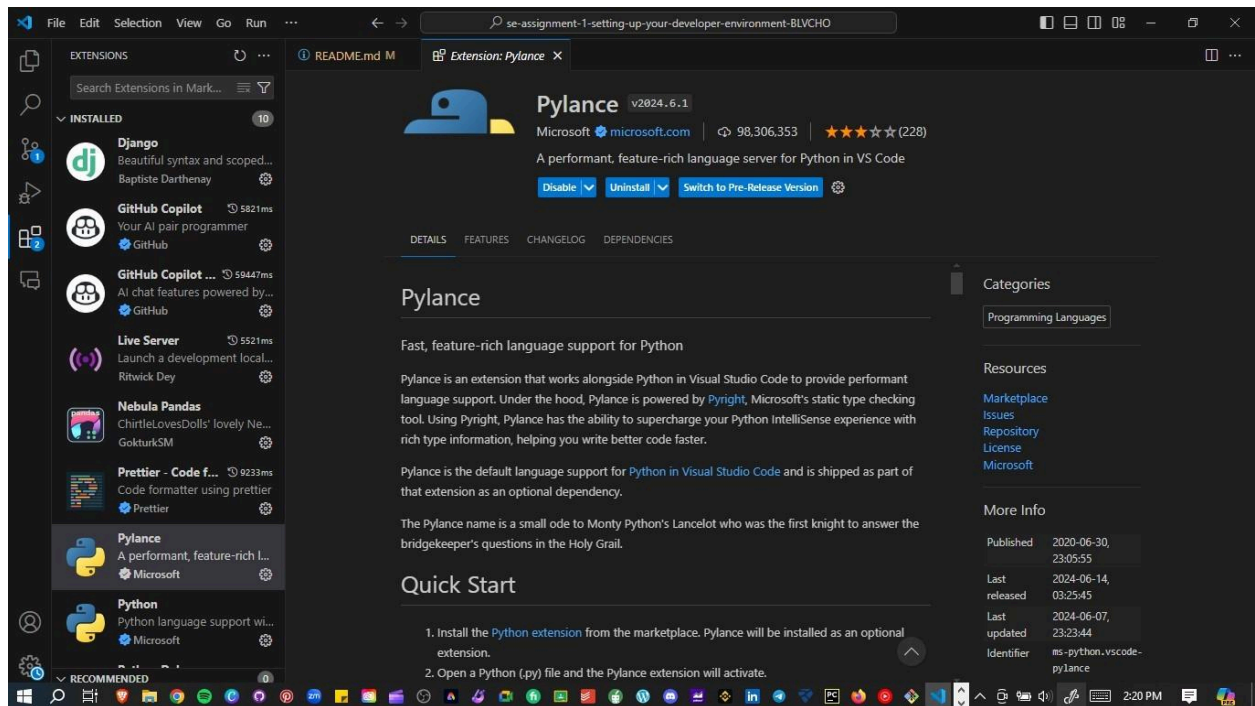 File Edit Selection View Go Run ...
se-assignment-1-setting-up-your-developer-environment-BLVCHO
EXTENSIONS
Search Extensions in Mark...
INSTALLED 10
Django
Beautiful syntax and scoped...
Baptiste Darthenay
GitHub Copilot 5821ms
Your AI pair programmer
GitHub
GitHub Copilot ... 59447ms
AI chat features powered by...
GitHub
Live Server 5521ms
Launch a development local...
Ritwick Dey
Nebula Pandas
ChirtleLovesDolls' lovely Ne...
GokturkSM
Prettier - Code f... 9233ms
Code formatter using prettier
Prettier
Pylance
A performant, feature-rich l...
Microsoft
Python
Python language support wi...
Microsoft
RECOMMENDED 0
1
2
README.md M
Extension: Pylance
Pylance v2024.6.1
Microsoft microsoft.com 98,306,353 (228)
A performant, feature-rich language server for Python in VS Code
Disable Uninstall Switch to Pre-Release Version
DETAILS FEATURES CHANGELOG DEPENDENCIES
Pylance
Fast, feature-rich language support for Python
Pylance is an extension that works alongside Python in Visual Studio Code to provide performant
language support. Under the hood, Pylance is powered by Pyright, Microsoft's static type checking
tool. Using Pyright, Pylance has the ability to supercharge your Python IntelliSense experience with
rich type information, helping you write better code faster.
Pylance is the default language support for Python in Visual Studio Code and is shipped as part of
that extension as an optional dependency.
The Pylance name is a small ode to Monty Python's Lancelot who was the first knight to answer the
bridgekeeper's questions in the Holy Grail.
Quick Start
1. Install the Python extension from the marketplace. Pylance will be installed as an optional
extension.
2. Open a Python (.py) file and the Pylance extension will activate.
Categories
Programming Languages
Resources
Marketplace
Issues
Repository
License
Microsoft
More Info
Published 2020-06-30,
23:05:55
Last 2024-06-14,
released 03:25:45
Last 2024-06-07,
updated 23:23:44
Identifier ms-python.vscode-
pylance
2:20 PM